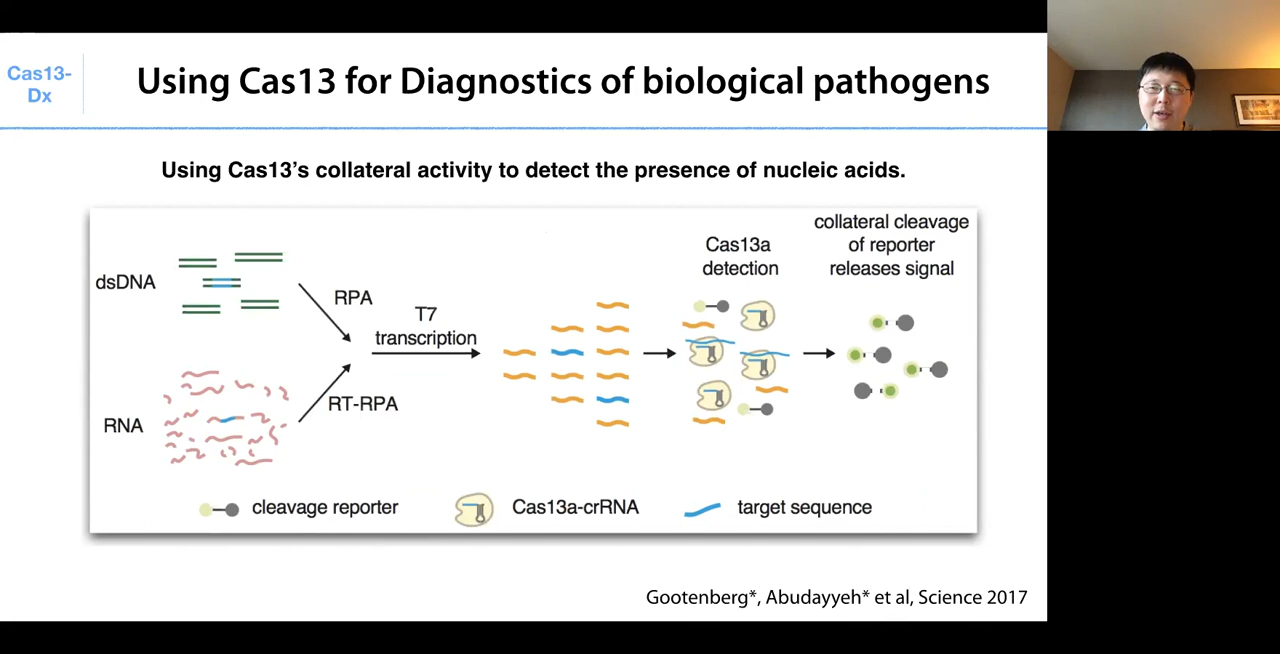 Cas13-
Dx
Using Cas13 for Diagnostics of biological pathogens
Using Cas13’s collateral activity to detect the presence of nucleic acids.
dsDNA
RPA
RNA
RT-RPA
T7
transcription
Cas13a
detection
collateral cleavage
of reporter
releases signal
cleavage reporter
Cas13a-crRNA
target sequence
Gootenberg*, Abudayyeh* et al, Science 2017